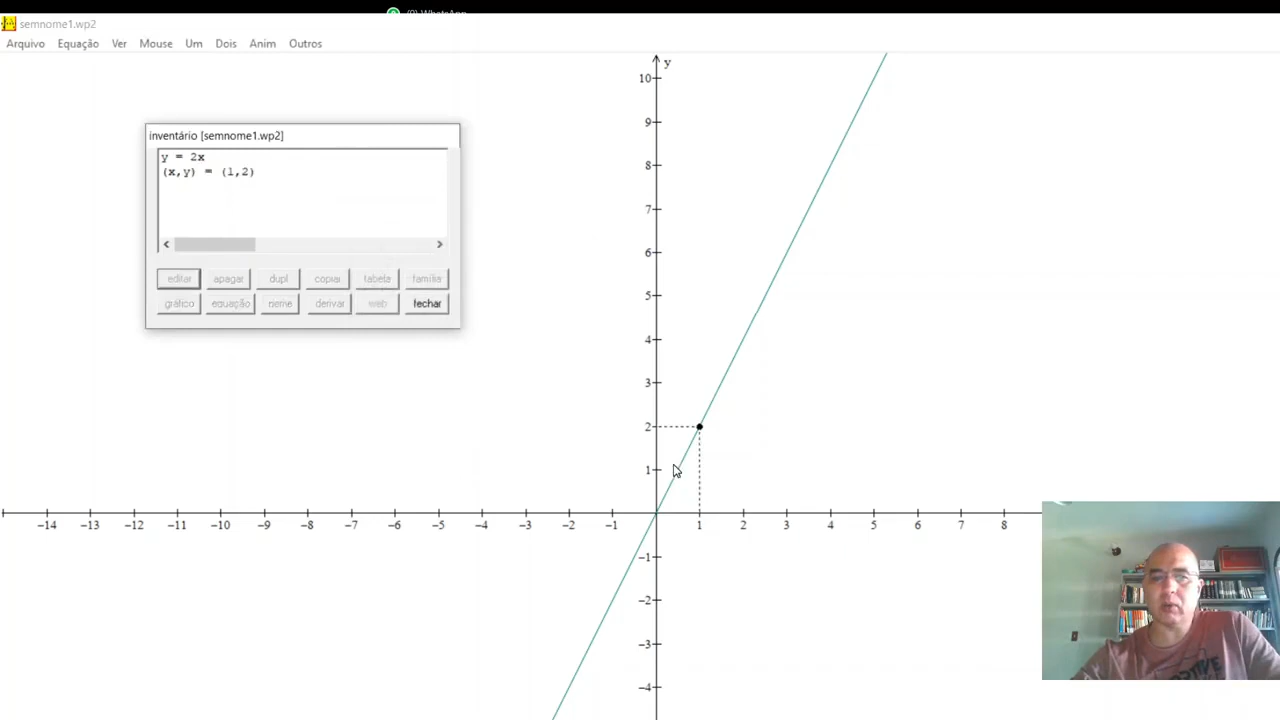 (0) WhatsApp
semnome1.wp2
Arquivo Equação Ver Mouse Um Dois Anim Outros
inventário [semnome1.wp2]
y = 2x
(x,y) = (1,2)
editar apagar dupl copiar tabela família
gráfico equação nome derivar web fechar
y
10
9
8
7
6
5
4
3
2
1
−14 −13 −12 −11 −10 −9 −8 −7 −6 −5 −4 −3 −2 −1 1 2 3 4 5 6 7 8
−1
−2
−3
−4